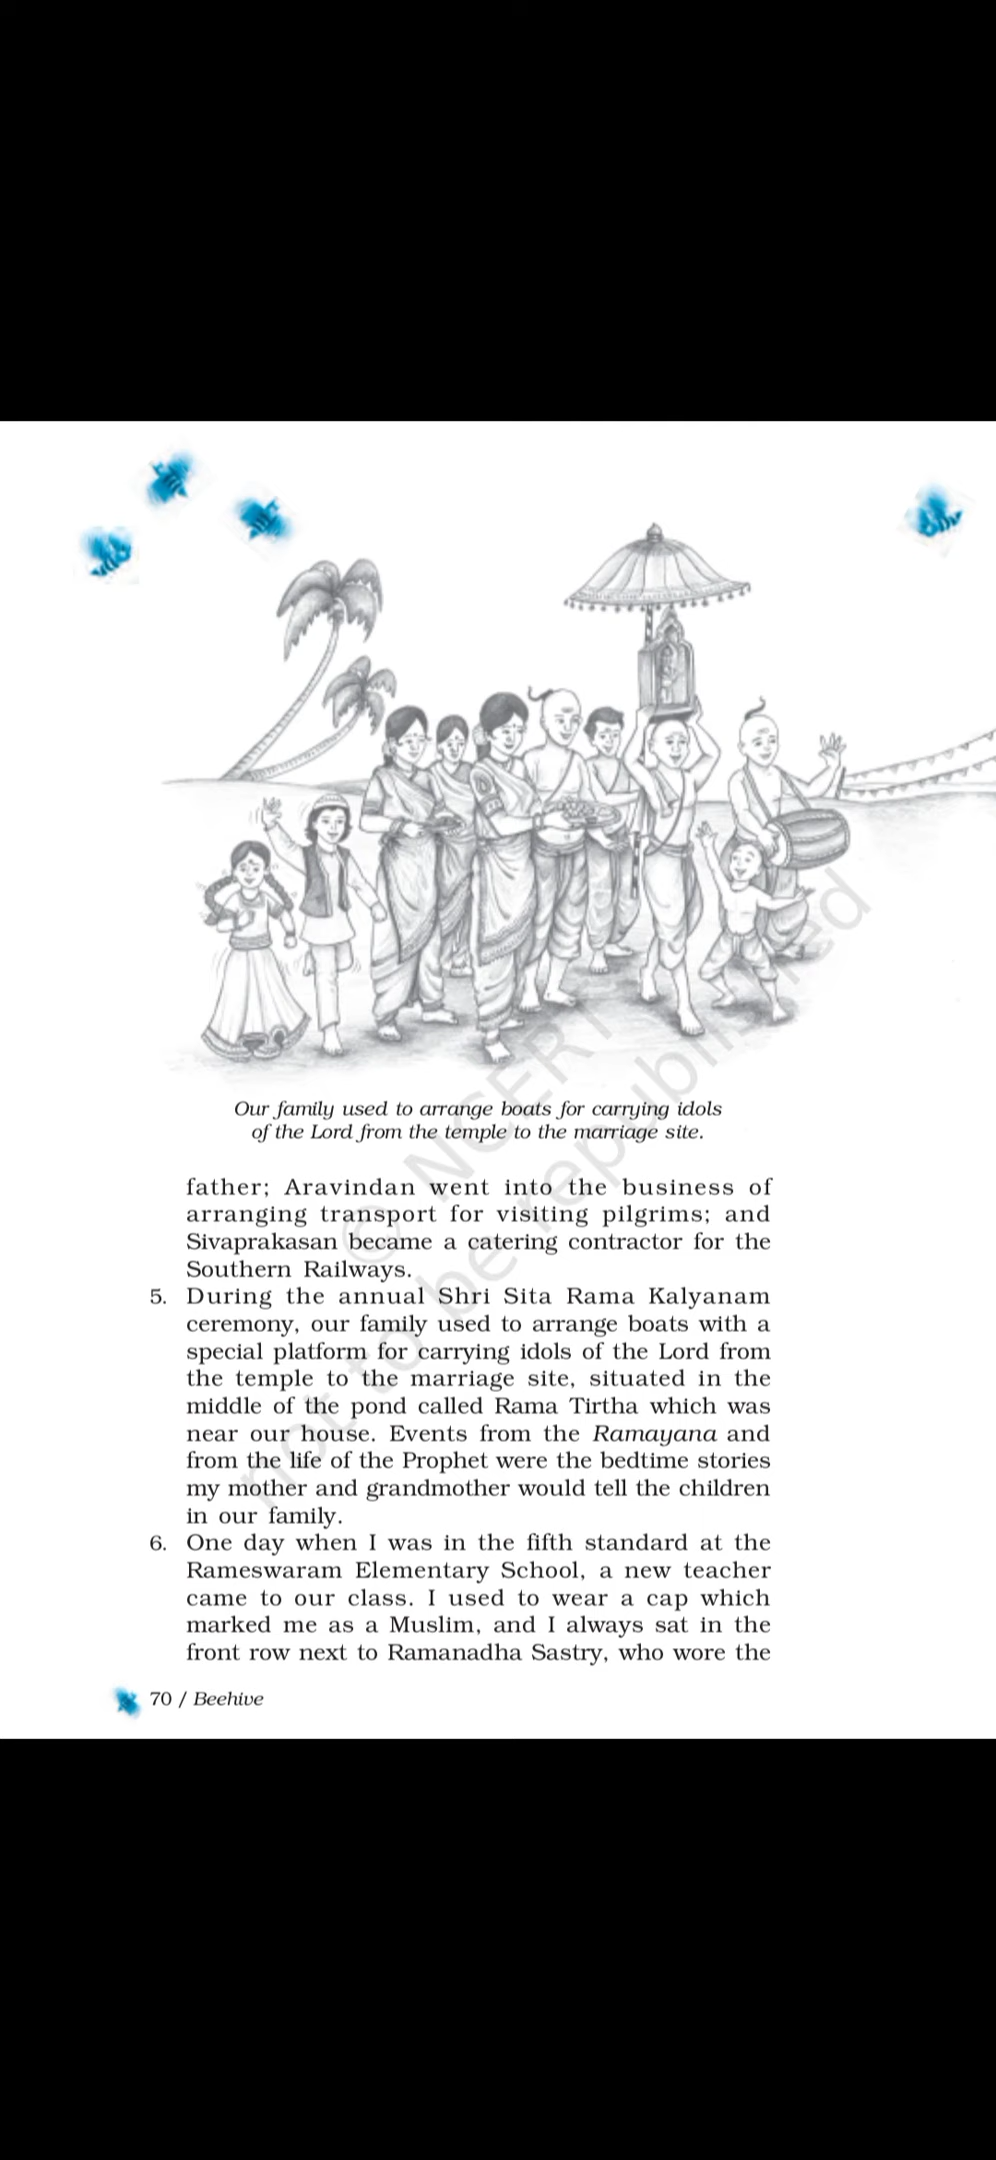 Our family used to arrange boats for carrying idols
of the Lord from the temple to the marriage site.
father; Aravindan went into the business of
arranging transport for visiting pilgrims; and
Sivaprakasan became a catering contractor for the
Southern Railways.
5. During the annual Shri Sita Rama Kalyanam
ceremony, our family used to arrange boats with a
special platform for carrying idols of the Lord from
the temple to the marriage site, situated in the
middle of the pond called Rama Tirtha which was
near our house. Events from the Ramayana and
from the life of the Prophet were the bedtime stories
my mother and grandmother would tell the children
in our family.
6. One day when I was in the fifth standard at the
Rameswaram Elementary School, a new teacher
came to our class. I used to wear a cap which
marked me as a Muslim, and I always sat in the
front row next to Ramanadha Sastry, who wore the
70 / Beehive
© NCERT
not to be republished